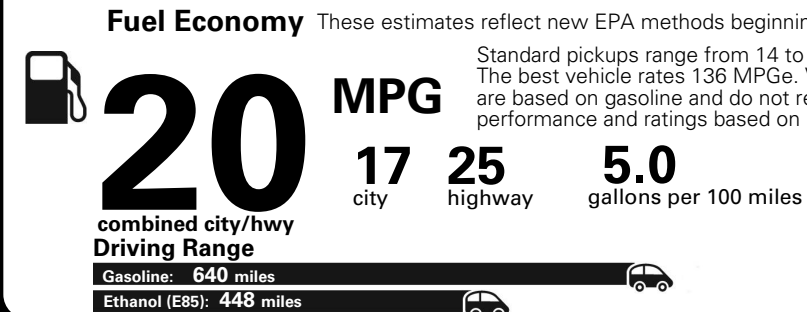 Fuel Economy These estimates reflect new EPA methods beginnin
Standard pickups range from 14 to
The best vehicle rates 136 MPGe.
are based on gasoline and do not re
performance and ratings based on
20 MPG
17 25 5.0
city highway gallons per 100 miles
combined city/hwy
Driving Range
Gasoline: 640 miles
Ethanol (E85): 448 miles